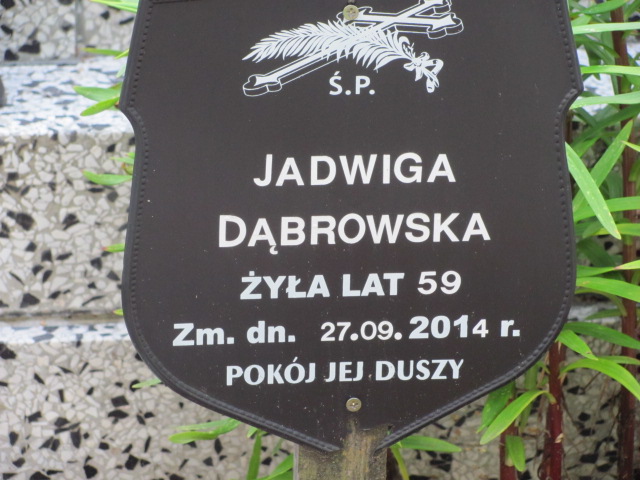 Ś.P.
JADWIGA
DĄBROWSKA
ŻYŁA LAT 59
Zm. dn. 27.09.2014 r.
POKÓJ JEJ DUSZY